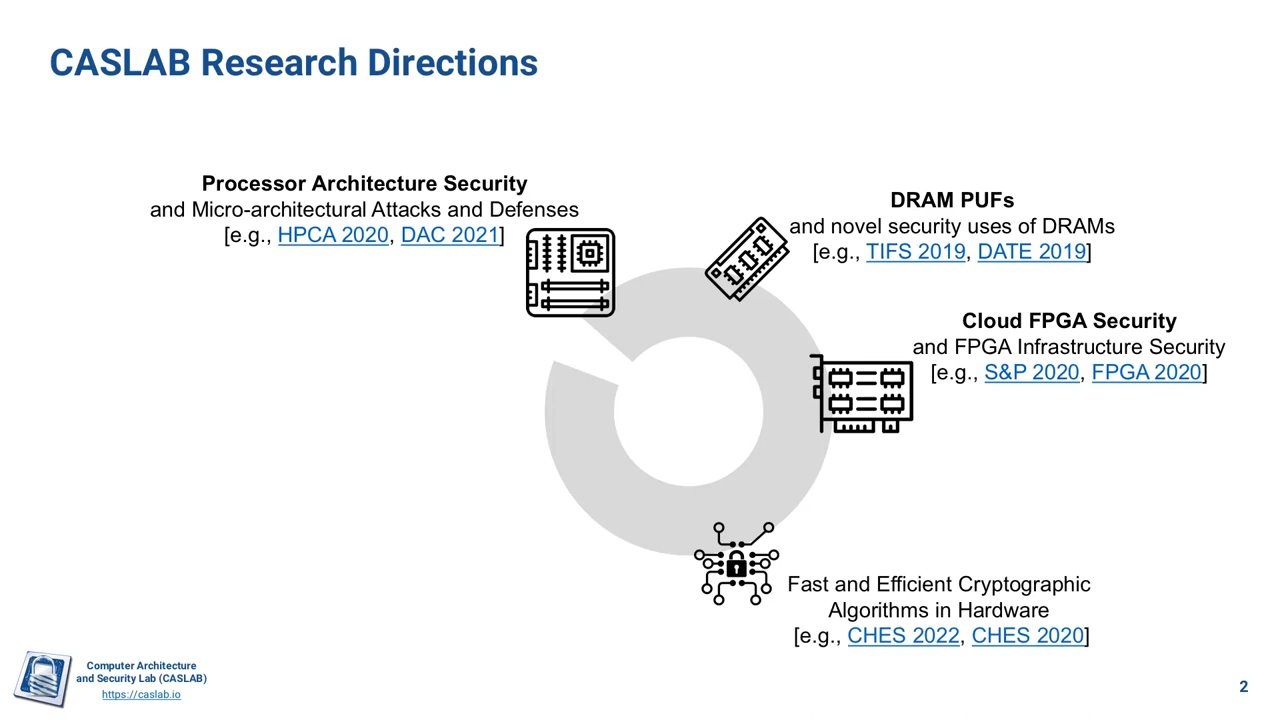 CASLAB Research Directions
Processor Architecture Security
and Micro-architectural Attacks and Defenses
[e.g., HPCA 2020, DAC 2021]
DRAM PUFs
and novel security uses of DRAMs
[e.g., TIFS 2019, DATE 2019]
Cloud FPGA Security
and FPGA Infrastructure Security
[e.g., S&P 2020, FPGA 2020]
Fast and Efficient Cryptographic
Algorithms in Hardware
[e.g., CHES 2022, CHES 2020]
Computer Architecture
and Security Lab (CASLAB)
https://caslab.io
2